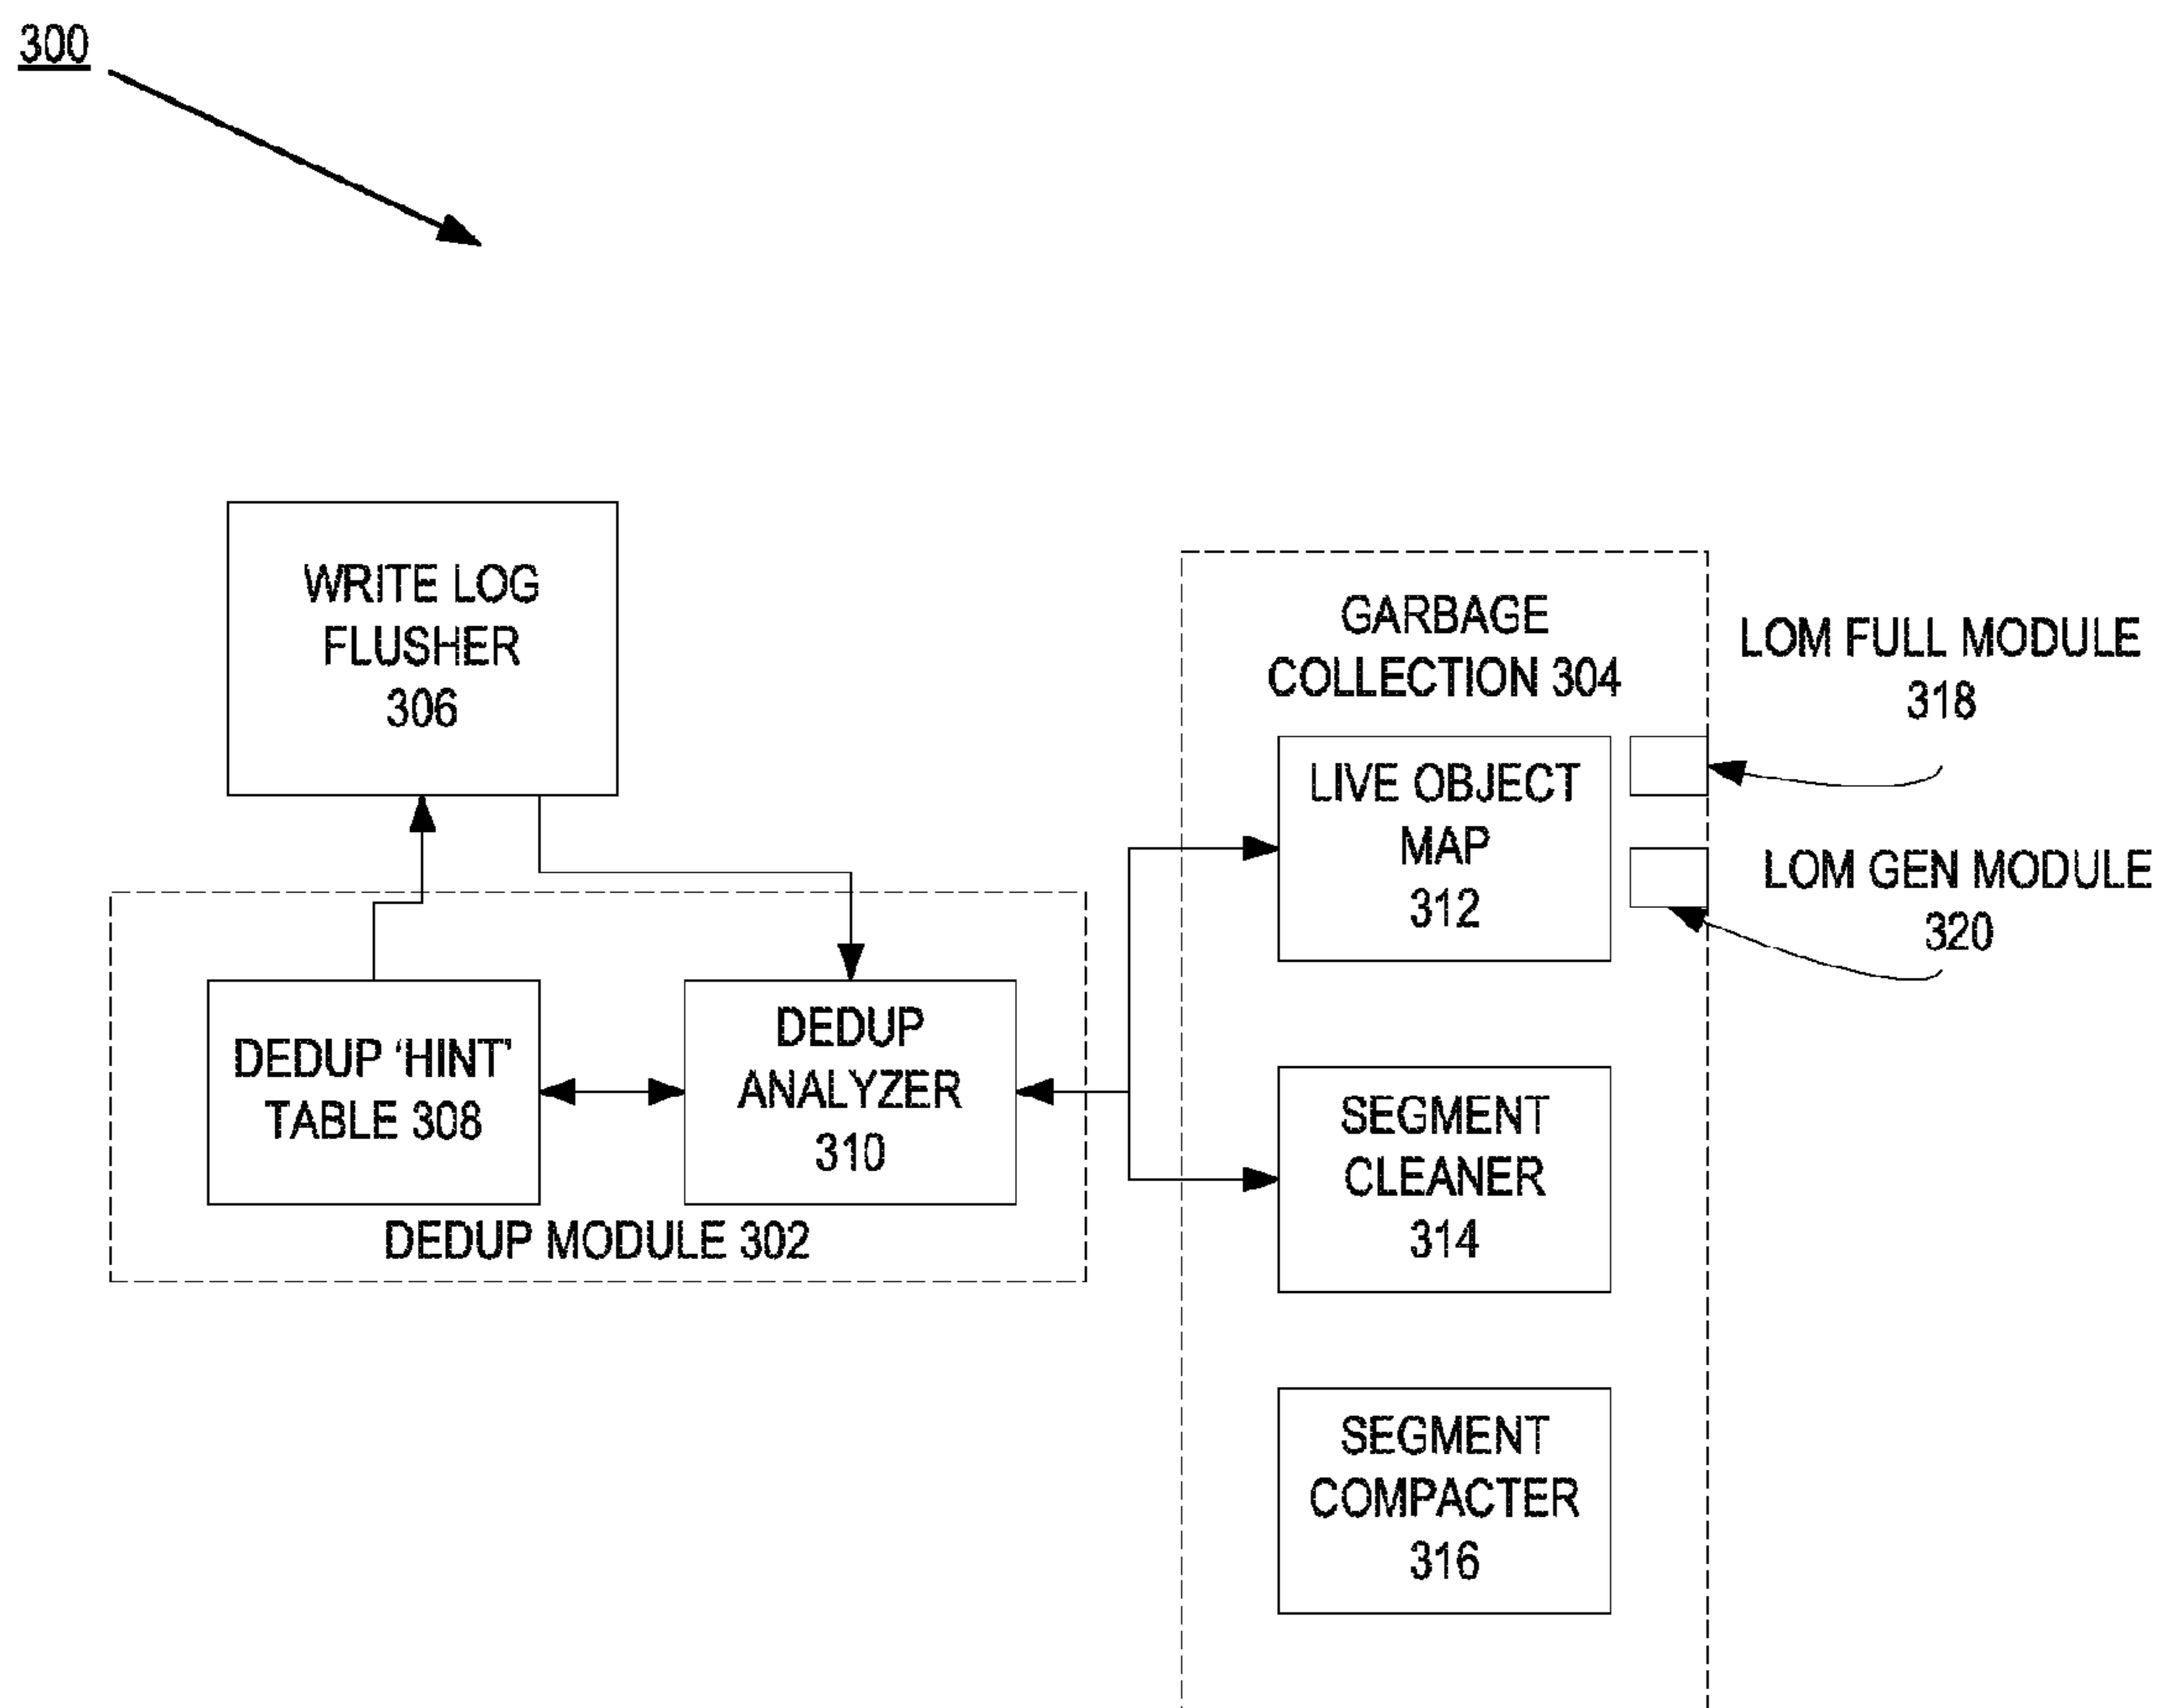 300
WRITE LOG
FLUSHER
306
GARBAGE
COLLECTION 304
LOM FULL MODULE
318
LIVE OBJECT
MAP
312
LOM GEN MODULE
320
DEDUP ‘HINT’
TABLE 308
DEDUP
ANALYZER
310
DEDUP MODULE 302
SEGMENT
CLEANER
314
SEGMENT
COMPACTER
316